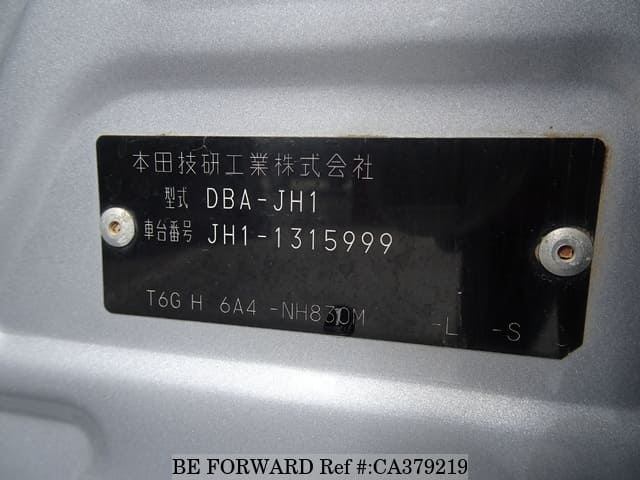 本田技研工業株式会社
型式 DBA-JH1
車台番号 JH1-1315999
T6G H 6A4 -NH830M -L -S
BE FORWARD Ref #:CA379219